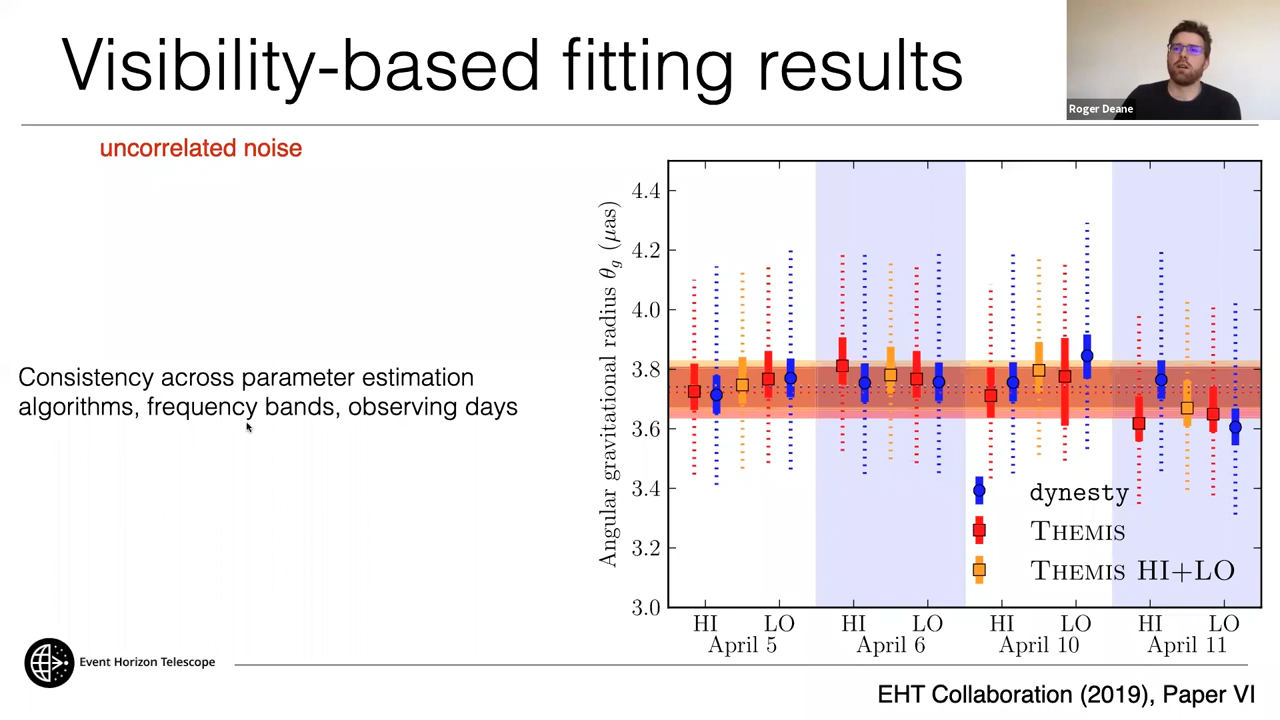 Visibility-based fitting results
Roger Deane
uncorrelated noise
Consistency across parameter estimation
algorithms, frequency bands, observing days
Angular gravitational radius θg (μas)
4.4
4.2
4.0
3.8
3.6
3.4
3.2
3.0
dynesty
THEMIS
THEMIS HI+LO
HI LO HI LO HI LO HI LO
April 5 April 6 April 10 April 11
Event Horizon Telescope
EHT Collaboration (2019), Paper VI